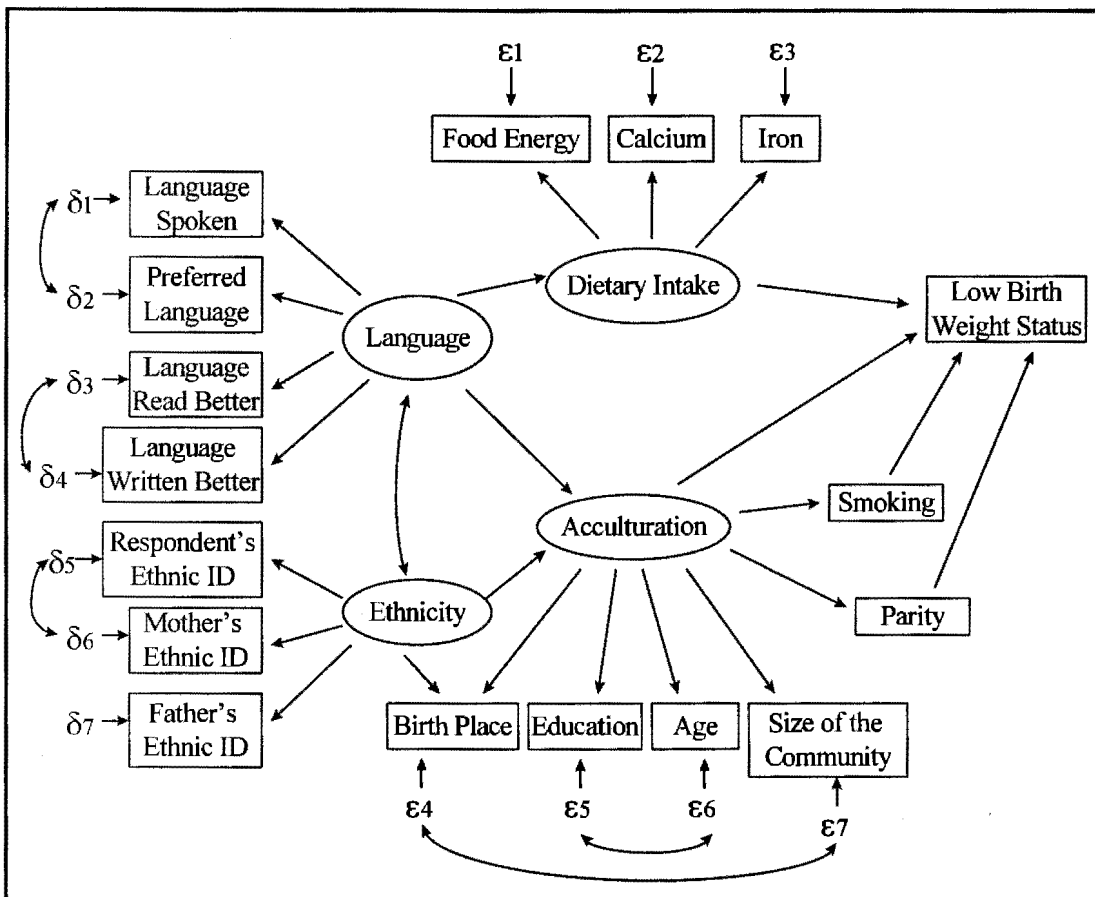 ε1
ε2
ε3
Food Energy
Calcium
Iron
δ1
Language
Spoken
δ2
Preferred
Language
δ3
Language
Read Better
δ4
Language
Written Better
Language
Dietary Intake
Low Birth
Weight Status
Acculturation
Smoking
Parity
δ5
Respondent's
Ethnic ID
δ6
Mother's
Ethnic ID
δ7
Father's
Ethnic ID
Ethnicity
Birth Place
Education
Age
Size of the
Community
ε4
ε5
ε6
ε7